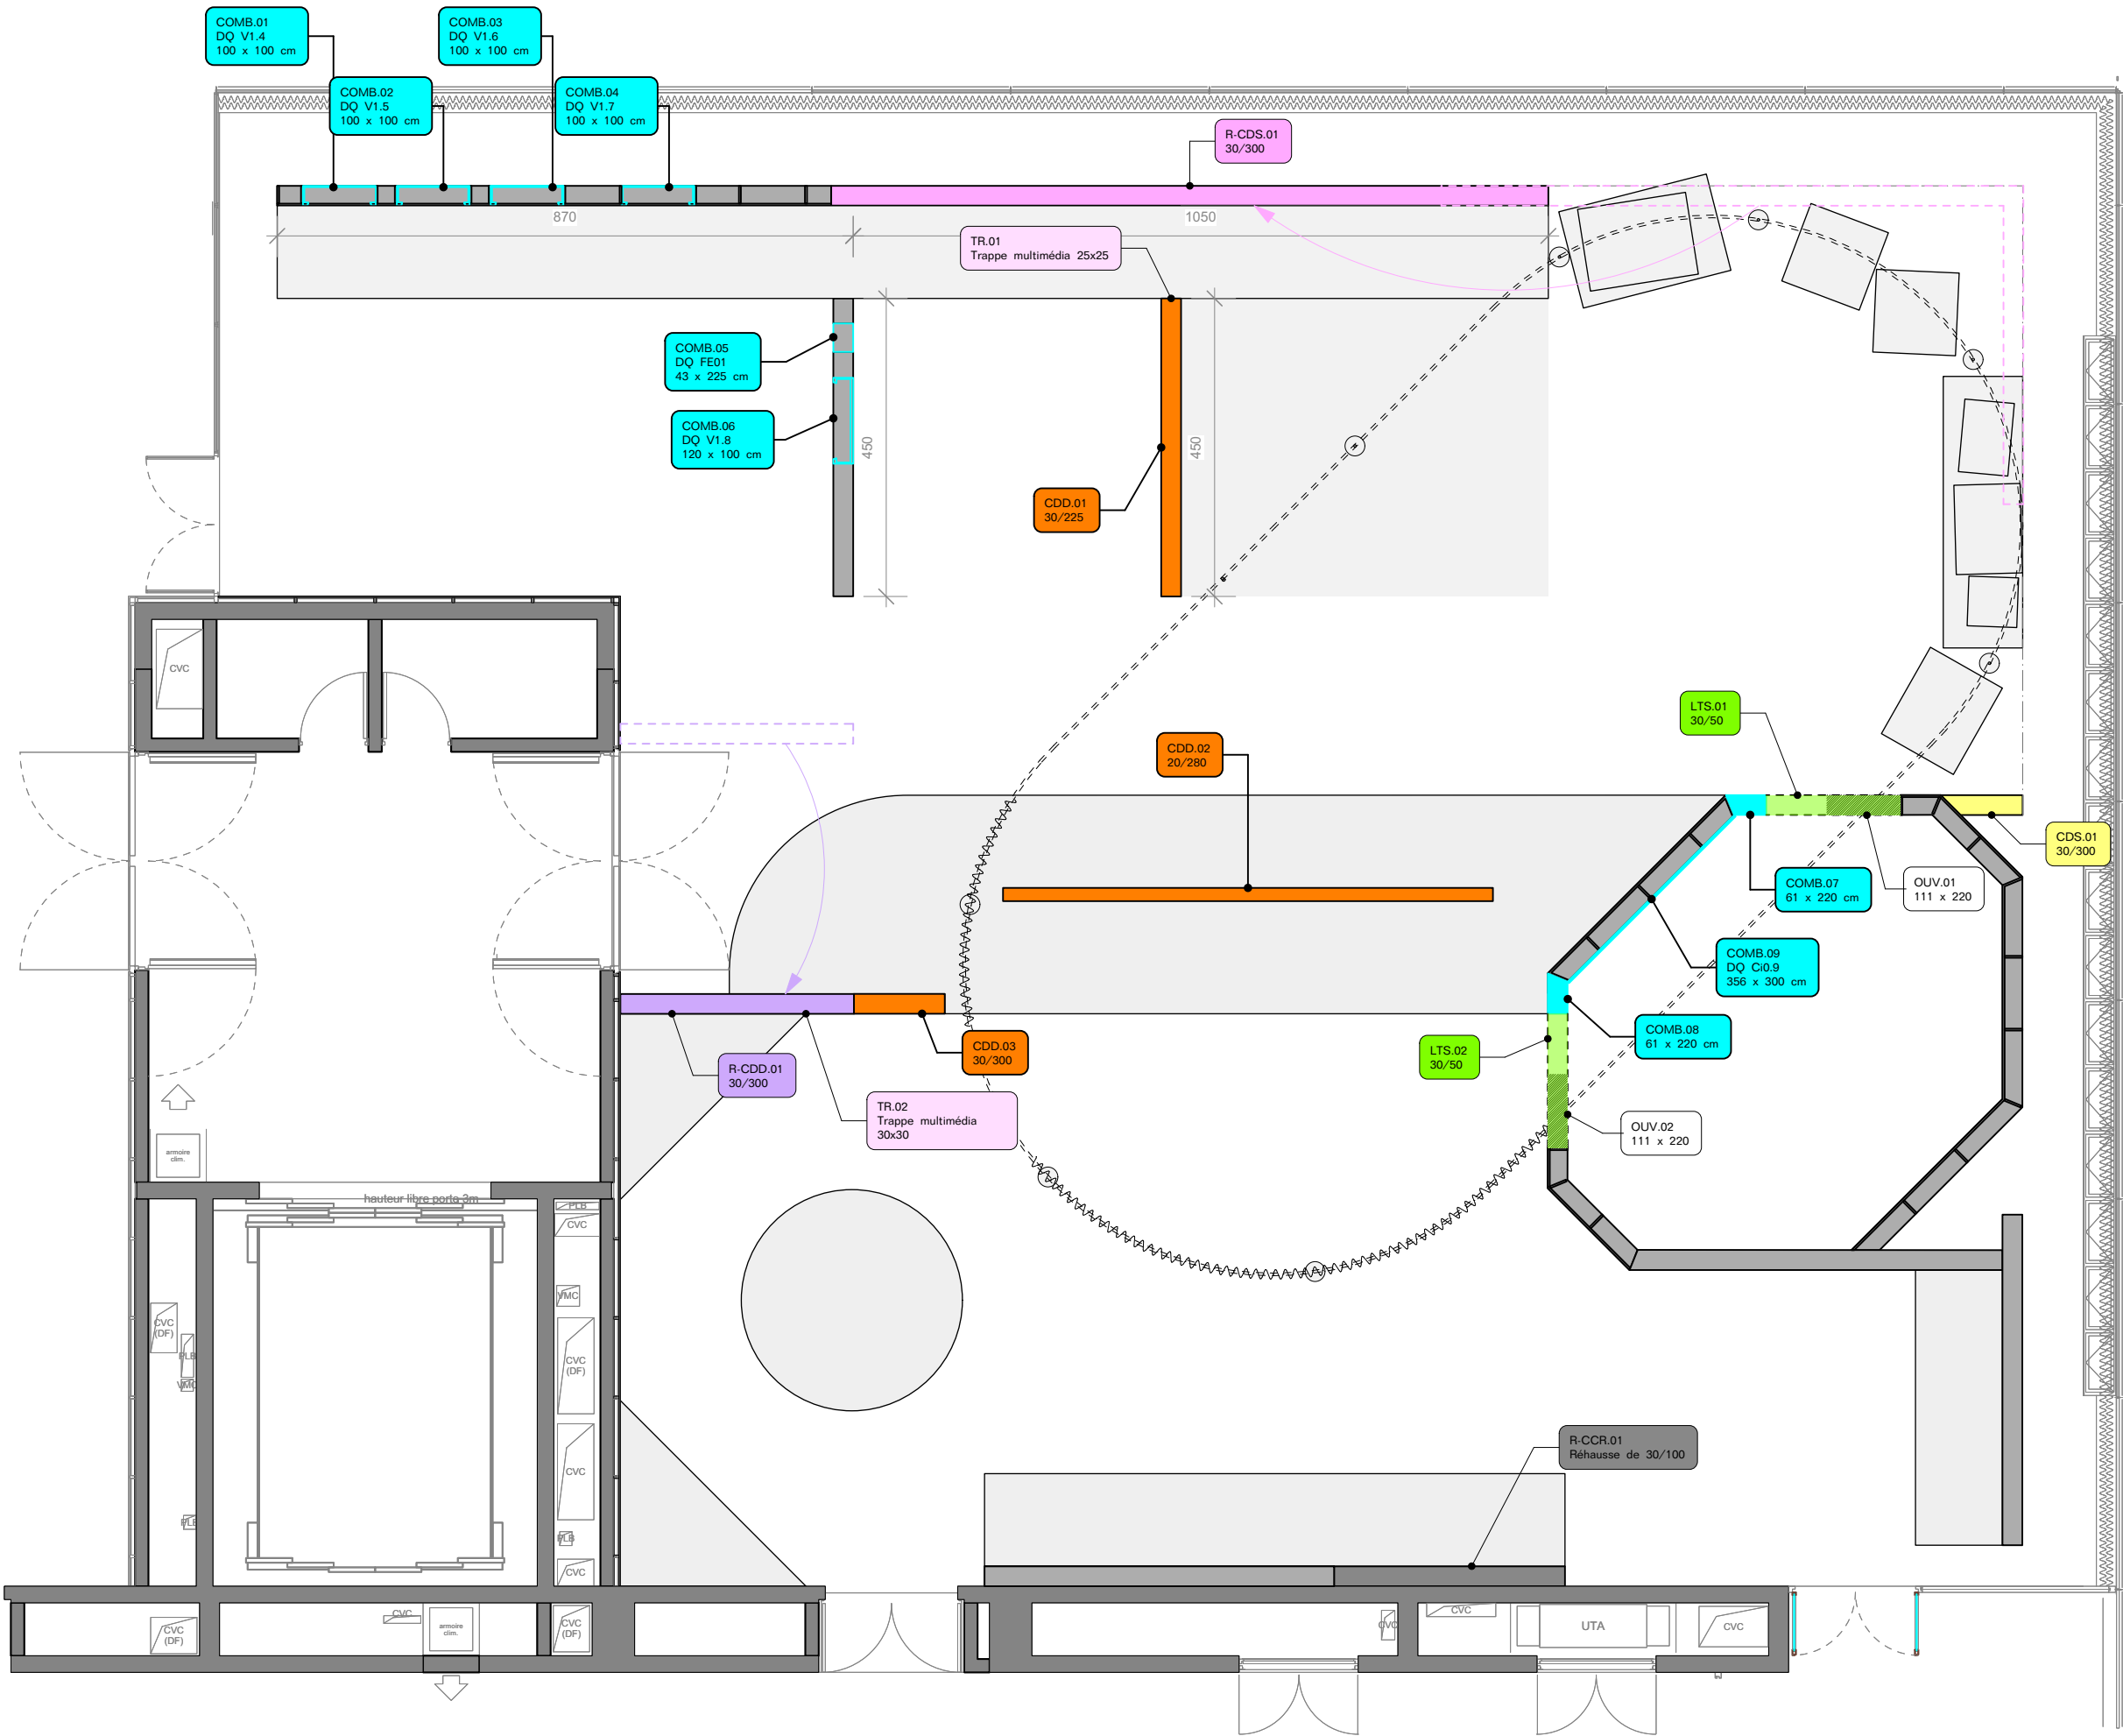 COMB.01
DQ V1.4
100 x 100 cm
COMB.03
DQ V1.6
100 x 100 cm
COMB.02
DQ V1.5
100 x 100 cm
COMB.04
DQ V1.7
100 x 100 cm
R-CDS.01
30/300
870
1050
TR.01
Trappe multimédia 25x25
COMB.05
DQ FE01
43 x 225 cm
COMB.06
DQ V1.8
120 x 100 cm
450
450
CDD.01
30/225
CVC
LTS.01
30/50
CDD.02
20/280
CDS.01
30/300
COMB.07
61 x 220 cm
OUV.01
111 x 220
COMB.09
DQ Ci0.9
356 x 300 cm
COMB.08
61 x 220 cm
CDD.03
30/300
LTS.02
30/50
R-CDD.01
30/300
TR.02
Trappe multimédia
30x30
OUV.02
111 x 220
armoire
clim.
hauteur libre porte 3m
PLB
CVC
VMC
CVC
(DF)
PLB
VMC
CVC
(DF)
CVC
PLB
PLB
CVC
R-CCR.01
Réhausse de 30/100
CVC
(DF)
CVC
armoire
clim.
CVC
(DF)
CVC
CVC
UTA
CVC